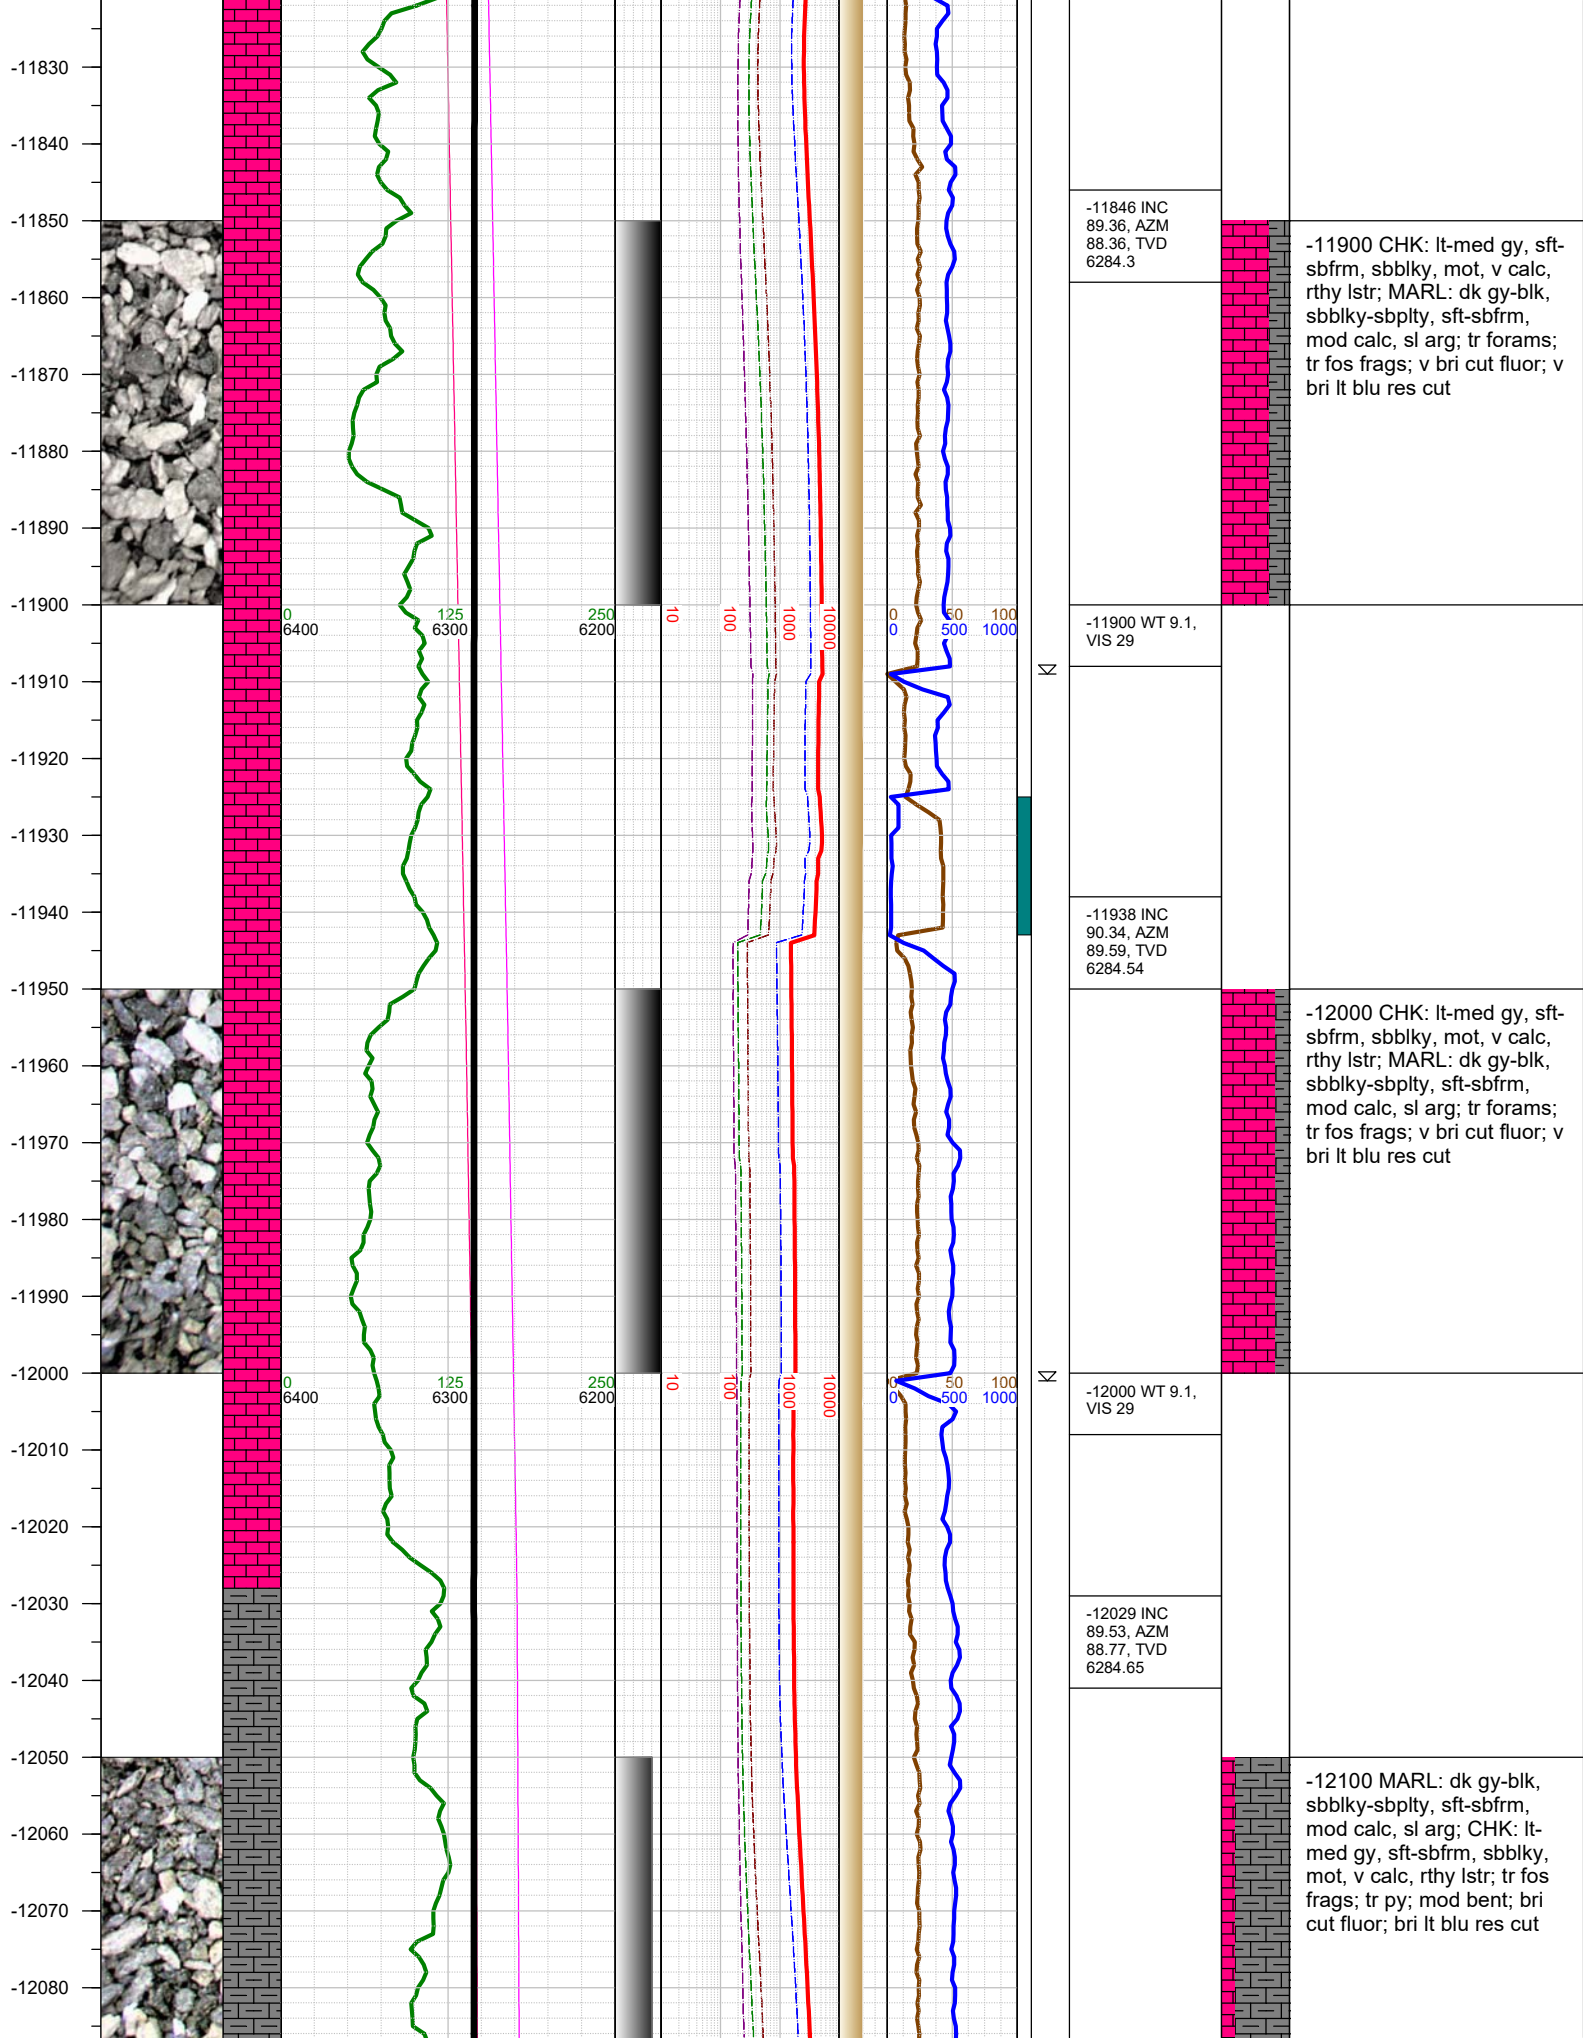 -11830
-11840
-11850
-11860
-11870
-11880
-11890
-11900
-11910
-11920
-11930
-11940
-11950
-11960
-11970
-11980
-11990
-12000
-12010
-12020
-12030
-12040
-12050
-12060
-12070
-12080
0 125 250
6400 6300 6200
10 100 1000 10000
0 50 100
0 500 1000
0 125 250
6400 6300 6200
10 100 1000 10000
0 50 100
0 500 1000
-11846 INC
89.36, AZM
88.36, TVD
6284.3
-11900 WT 9.1,
VIS 29
-11938 INC
90.34, AZM
89.59, TVD
6284.54
-12000 WT 9.1,
VIS 29
-12029 INC
89.53, AZM
88.77, TVD
6284.65
-11900 CHK: lt-med gy, sft-
sbfrm, sbblky, mot, v calc,
rthy lstr; MARL: dk gy-blk,
sbblky-sbplty, sft-sbfrm,
mod calc, sl arg; tr forams;
tr fos frags; v bri cut fluor; v
bri lt blu res cut
-12000 CHK: lt-med gy, sft-
sbfrm, sbblky, mot, v calc,
rthy lstr; MARL: dk gy-blk,
sbblky-sbplty, sft-sbfrm,
mod calc, sl arg; tr forams;
tr fos frags; v bri cut fluor; v
bri lt blu res cut
-12100 MARL: dk gy-blk,
sbblky-sbplty, sft-sbfrm,
mod calc, sl arg; CHK: lt-
med gy, sft-sbfrm, sbblky,
mot, v calc, rthy lstr; tr fos
frags; tr py; mod bent; bri
cut fluor; bri lt blu res cut